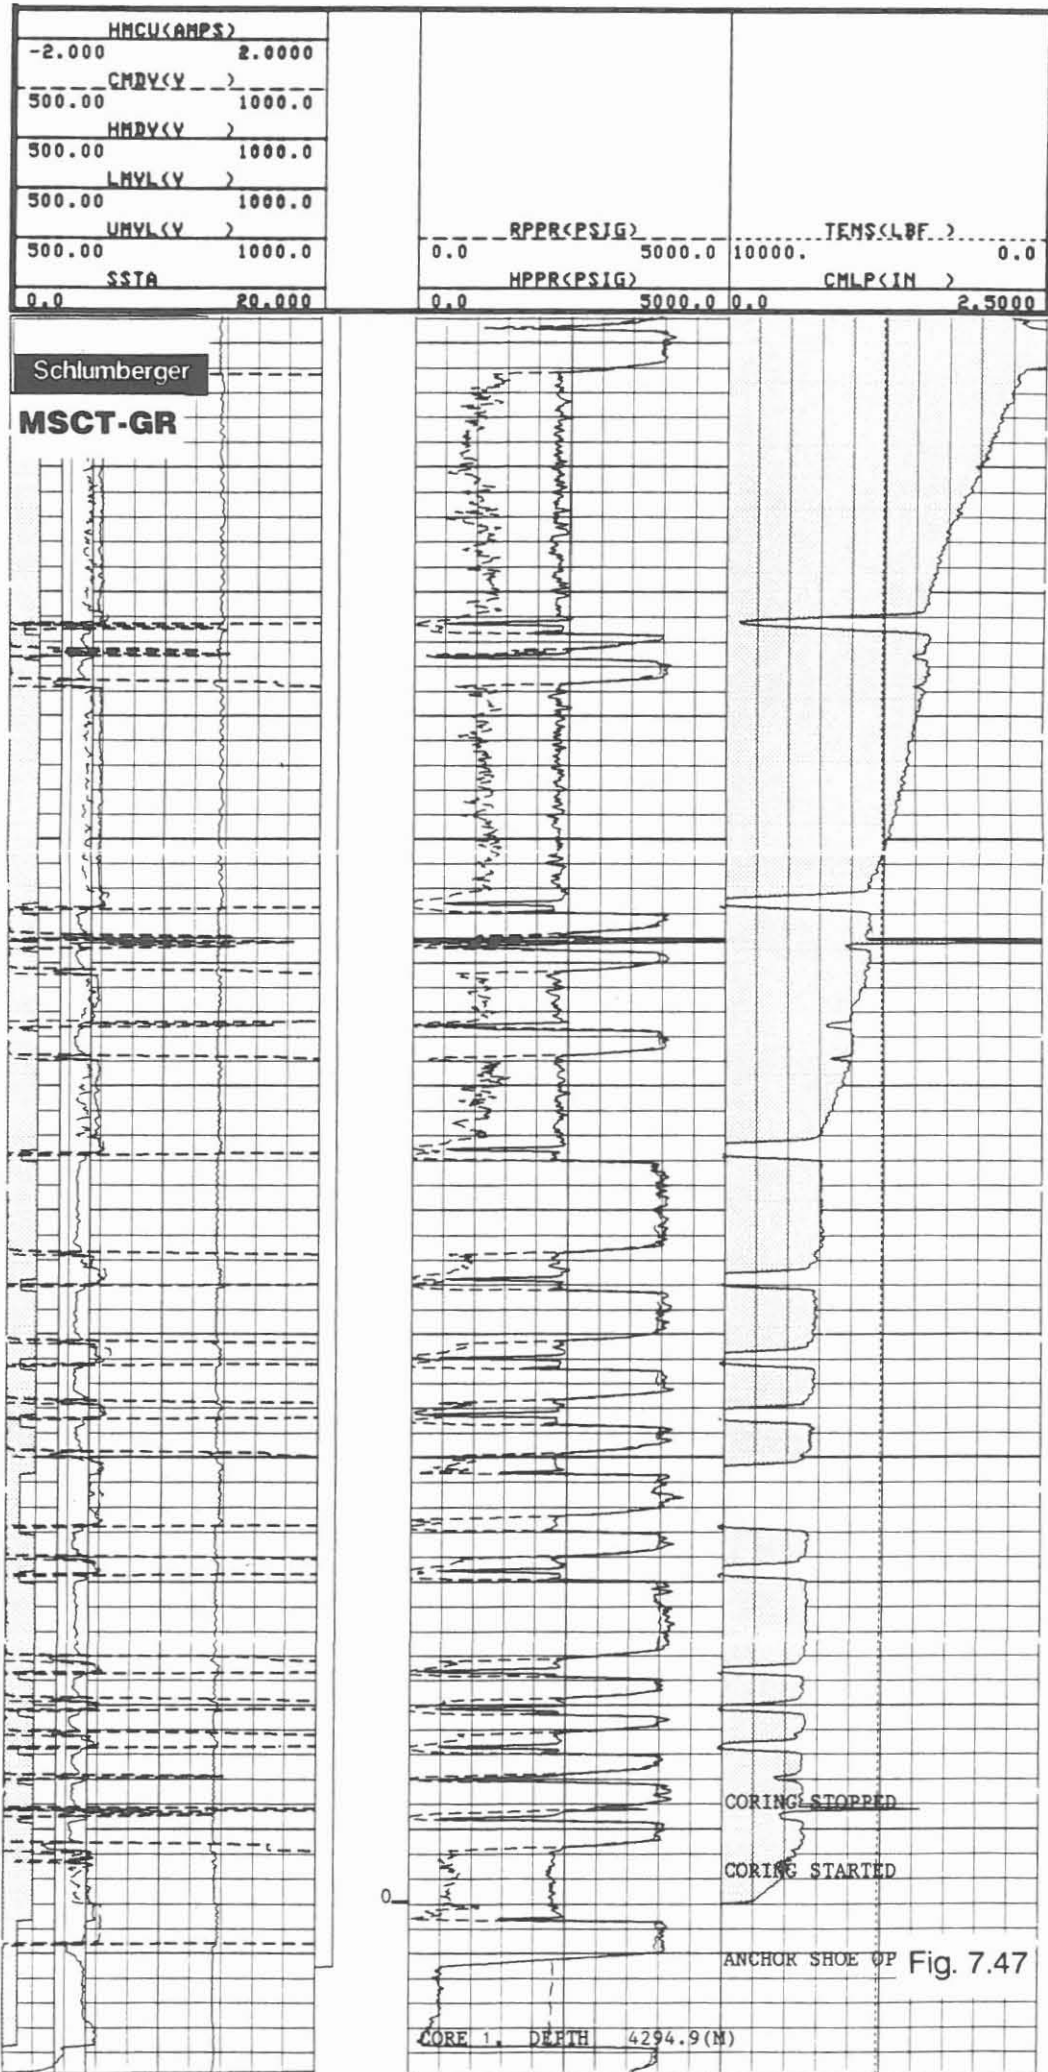 HMCU(AMPS)
-2.000 2.0000
CMDV(V )
500.00 1000.0
HMDV(V )
500.00 1000.0
LMVL(V )
500.00 1000.0
UMVL(V ) RPPR(PSIG) TENS(LBF )
500.00 1000.0 0.0 5000.0 10000. 0.0
SSTA HPPR(PSIG) CMLP(IN )
0.0 20.000 0.0 5000.0 0.0 2.5000
Schlumberger
MSCT-GR
CORING STOPPED
CORING STARTED
0
ANCHOR SHOE OP Fig. 7.47
CORE 1, DEPTH 4294.9(M)